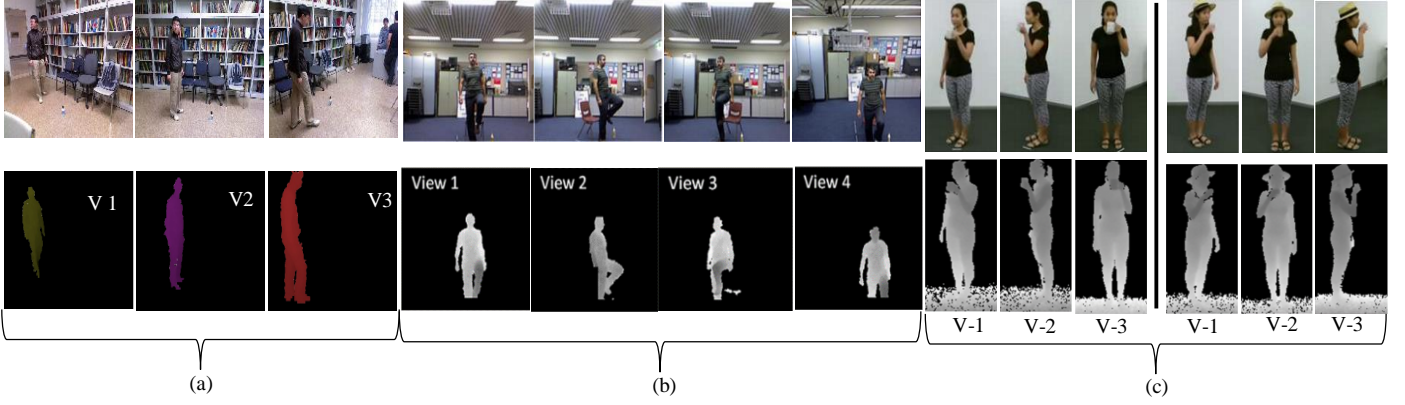 V 1
V2
V3
View 1
View 2
View 3
View 4
V-1
V-2
V-3
V-1
V-2
V-3
(a)
(b)
(c)